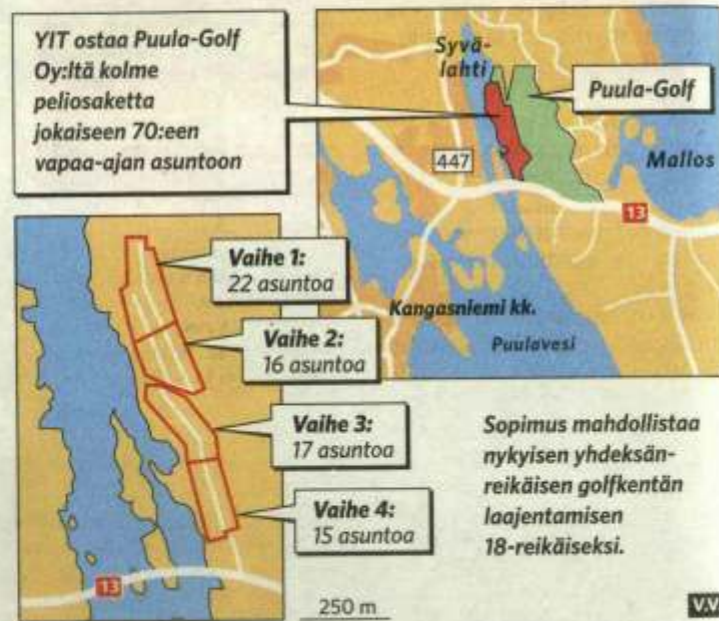 YIT ostaa Puula-Golf
Oy:ltä kolme
peliosaketta
jokaiseen 70:een
vapaa-ajan asuntoon
Syvä-
lahti
Puula-Golf
447
Mallos
13
Kangasniemi kk.
Puulavesi
Vaihe 1:
22 asuntoa
Vaihe 2:
16 asuntoa
Vaihe 3:
17 asuntoa
Vaihe 4:
15 asuntoa
13
250 m
Sopimus mahdollistaa
nykyisen yhdeksän-
reikäisen golfkentän
laajentamisen
18-reikäiseksi.
V.V